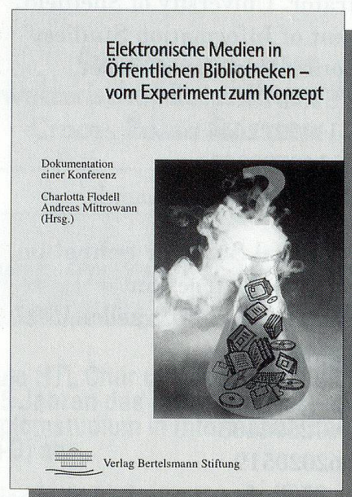 Elektronische Medien in
Öffentlichen Bibliotheken –
vom Experiment zum Konzept
Dokumentation
einer Konferenz
Charlotta Flodell
Andreas Mittrowann
(Hrsg.)
?
Verlag Bertelsmann Stiftung